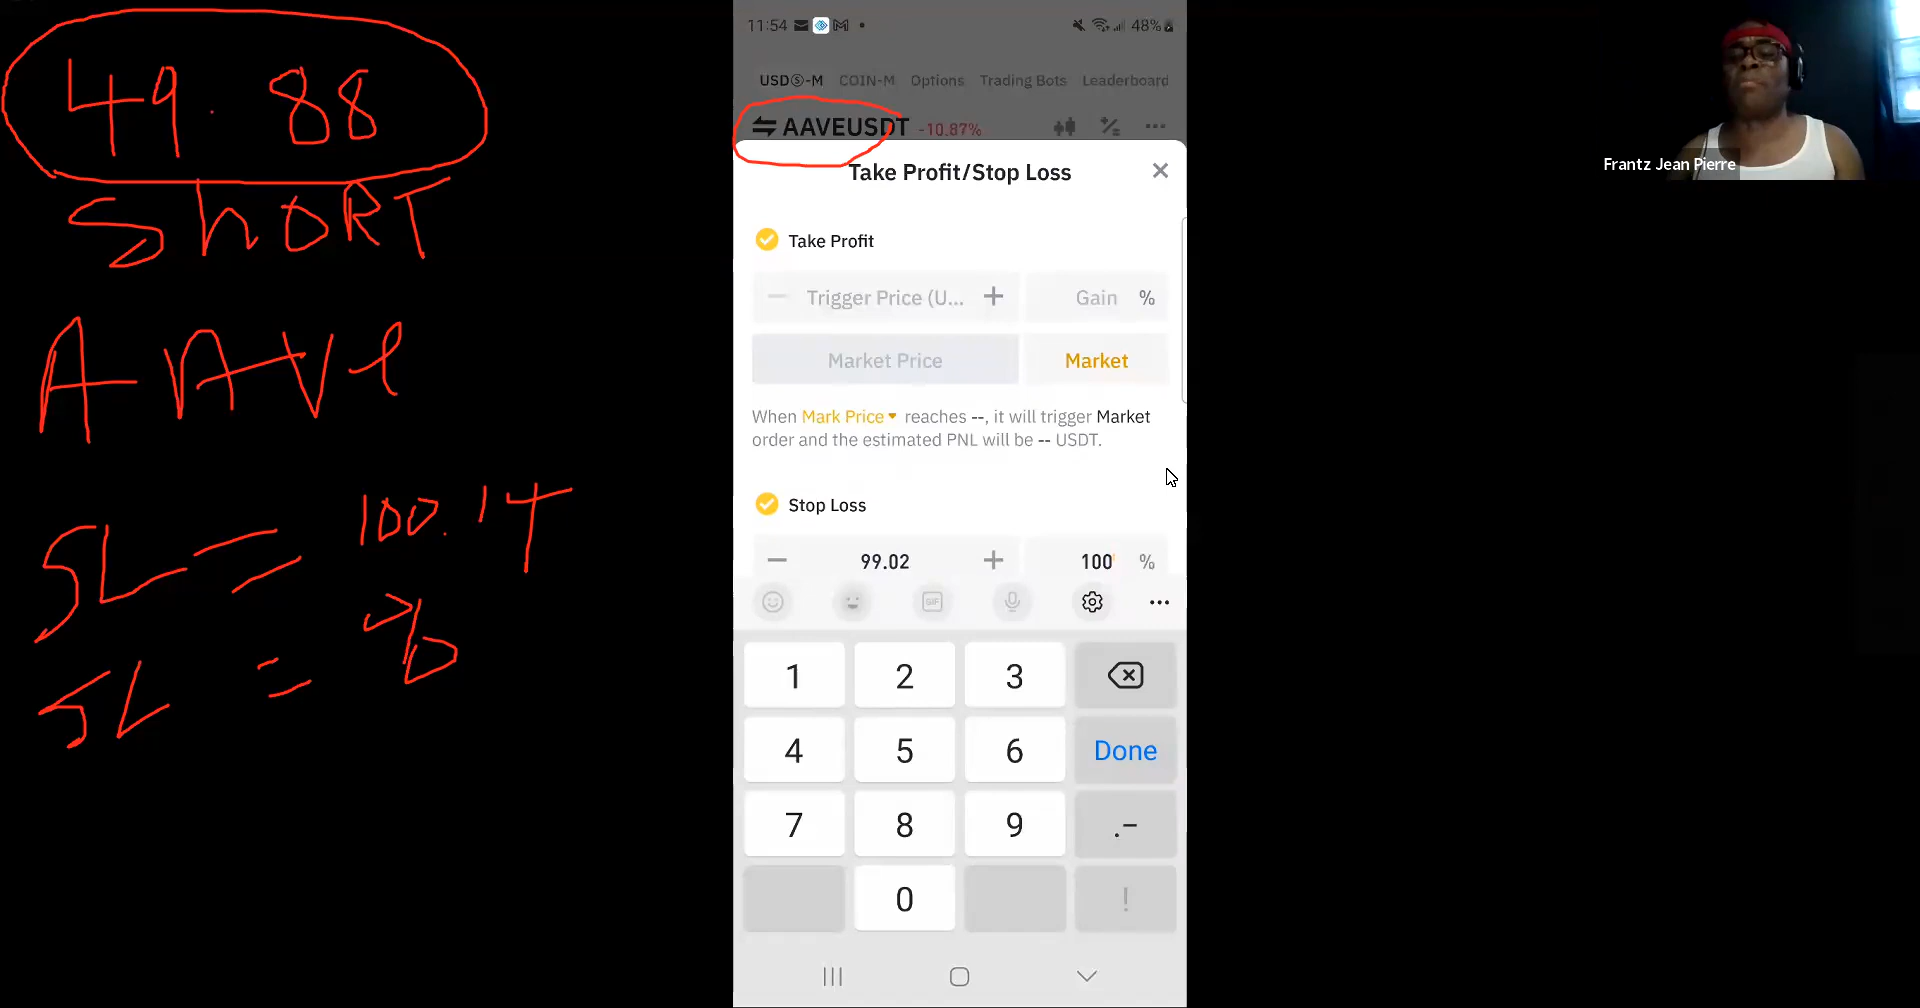 49.88
ShORT
AAVe
SL = 100.14
SL = %
11:54 48%
USDⓈ-M COIN-M Options Trading Bots Leaderboard
AAVEUSDT -10.87%
Take Profit/Stop Loss
Take Profit
Trigger Price (U... Gain %
Market Price Market
When Mark Price reaches --, it will trigger Market
order and the estimated PNL will be -- USDT.
Stop Loss
99.02 100 %
GIF
1 2 3
4 5 6 Done
7 8 9 .-
0 !
Frantz Jean Pierre